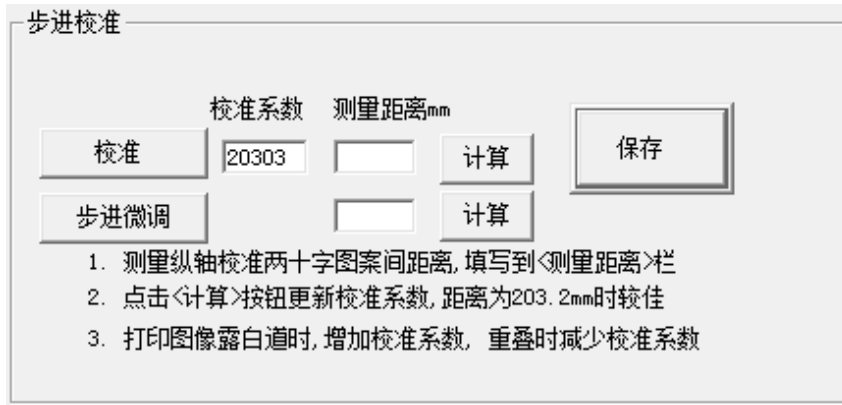 步进校准
校准系数 测量距离mm
校准 20303 计算 保存
步进微调 计算
1. 测量纵轴校准两十字图案间距离,填写到<测量距离>栏
2. 点击<计算>按钮更新校准系数,距离为203.2mm时较佳
3. 打印图像露白道时,增加校准系数, 重叠时减少校准系数